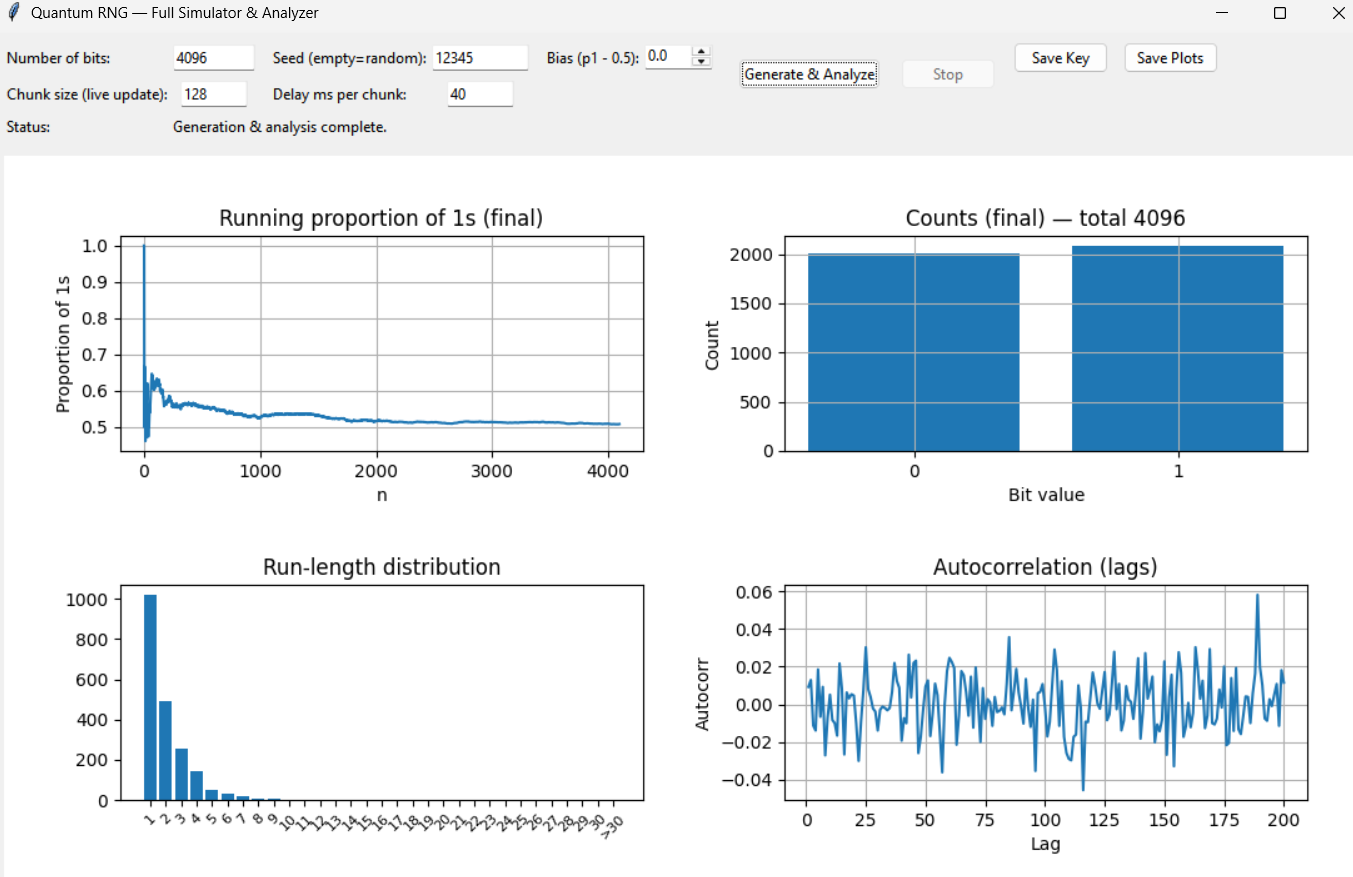 Quantum RNG — Full Simulator & Analyzer
Number of bits: 4096 Seed (empty=random): 12345 Bias (p1 - 0.5): 0.0 Generate & Analyze Stop Save Key Save Plots
Chunk size (live update): 128 Delay ms per chunk: 40
Status: Generation & analysis complete.
Running proportion of 1s (final)
Proportion of 1s
1.0
0.9
0.8
0.7
0.6
0.5
0 1000 2000 3000 4000
n
Counts (final) — total 4096
Count
2000
1500
1000
500
0
0 1
Bit value
Run-length distribution
1000
800
600
400
200
0
1 2 3 4 5 6 7 8 9 10 11 12 13 14 15 16 17 18 19 20 21 22 23 24 25 26 27 28 29 30 >30
Autocorrelation (lags)
Autocorr
0.06
0.04
0.02
0.00
−0.02
−0.04
0 25 50 75 100 125 150 175 200
Lag